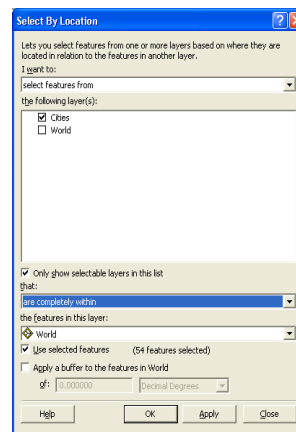 Select By Location
Lets you select features from one or more layers based on where they are
located in relation to the features in another layer.
I want to:
select features from
the following layer(s):
Cities
World
Only show selectable layers in this list
that:
are completely within
the features in this layer:
World
Use selected features (54 features selected)
Apply a buffer to the features in World
of: 0.000000 Decimal Degrees
Help OK Apply Close